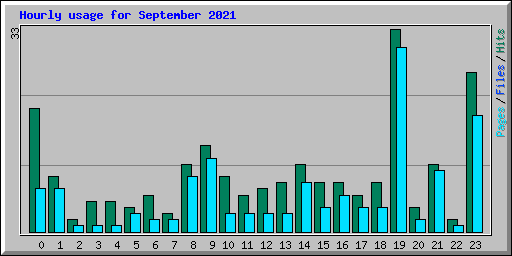 Hourly usage for September 2021
33
Pages/Files/Hits
0 1 2 3 4 5 6 7 8 9 10 11 12 13 14 15 16 17 18 19 20 21 22 23